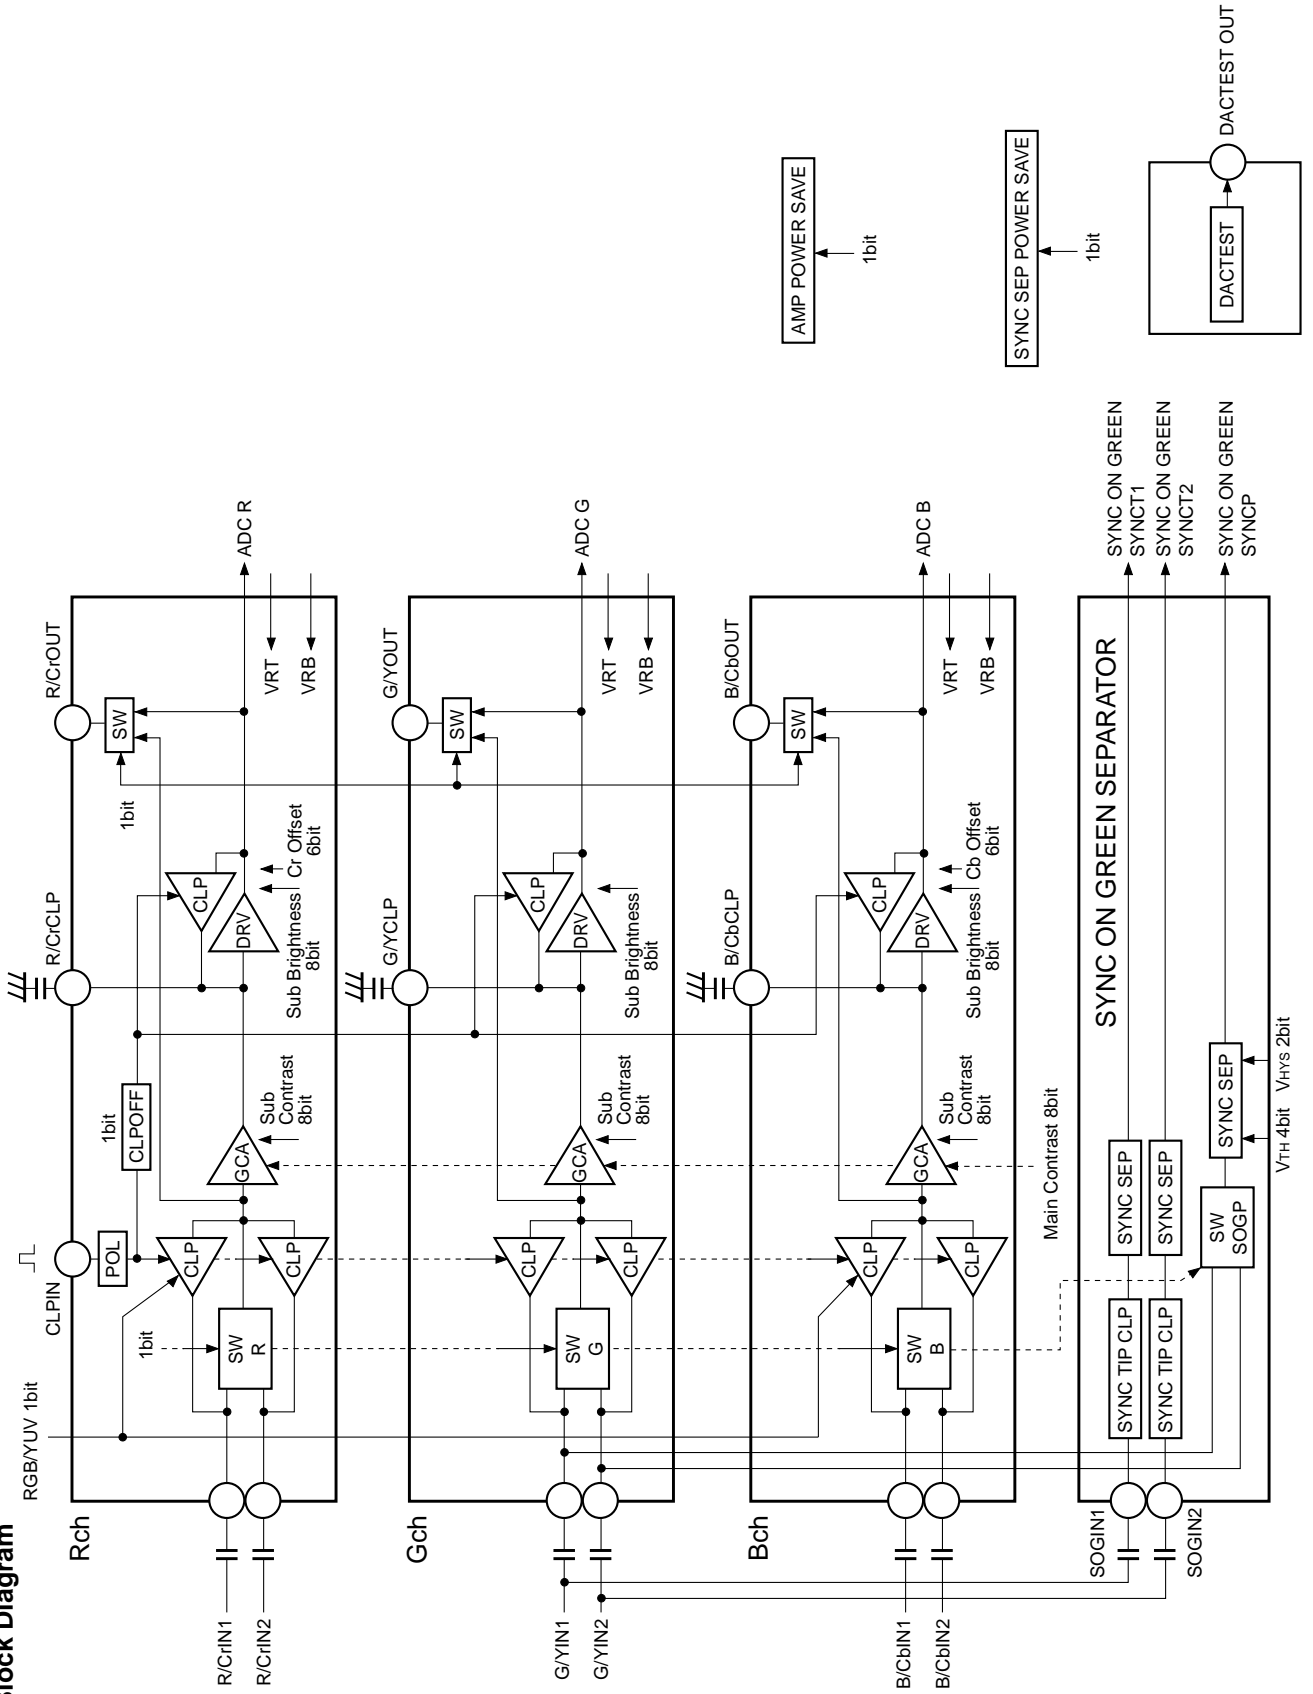 Block Diagram
RGB/YUV 1bit
CLPIN
R/CrCLP
R/CrOUT
Rch
POL
1bit
CLPOFF
1bit
1bit
SW
R
CLP
CLP
GCA
Sub
Contrast
8bit
CLP
DRV
Sub Brightness
8bit
Cr Offset
6bit
SW
ADC R
VRT
VRB
R/CrIN1
R/CrIN2
G/YCLP
G/YOUT
Gch
SW
G
CLP
CLP
GCA
Sub
Contrast
8bit
CLP
DRV
Sub Brightness
8bit
SW
ADC G
VRT
VRB
G/YIN1
G/YIN2
B/CbCLP
B/CbOUT
Bch
SW
B
CLP
CLP
GCA
Sub
Contrast
8bit
CLP
DRV
Sub Brightness
8bit
Cb Offset
6bit
SW
ADC B
VRT
VRB
B/CbIN1
B/CbIN2
Main Contrast 8bit
SYNC ON GREEN SEPARATOR
SOGIN1
SOGIN2
SYNC TIP CLP
SYNC SEP
SYNC TIP CLP
SYNC SEP
SW
SOGP
SYNC SEP
VTH 4bit
VHYS 2bit
SYNC ON GREEN
SYNCT1
SYNC ON GREEN
SYNCT2
SYNC ON GREEN
SYNCP
AMP POWER SAVE
1bit
SYNC SEP POWER SAVE
1bit
DACTEST
DACTEST OUT